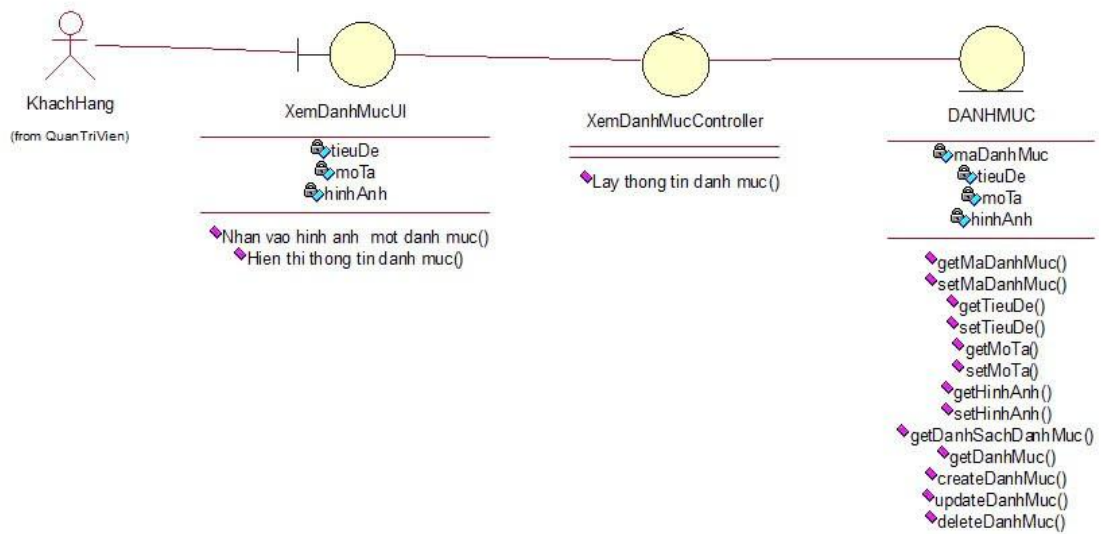 KhachHang
(from QuanTriVien)
XemDanhMucUI
tieuDe
moTa
hinhAnh
Nhan vao hinh anh mot danh muc()
Hien thi thong tin danh muc()
XemDanhMucController
Lay thong tin danh muc()
DANHMUC
maDanhMuc
tieuDe
moTa
hinhAnh
getMaDanhMuc()
setMaDanhMuc()
getTieuDe()
setTieuDe()
getMoTa()
setMoTa()
getHinhAnh()
setHinhAnh()
getDanhSachDanhMuc()
getDanhMuc()
createDanhMuc()
updateDanhMuc()
deleteDanhMuc()